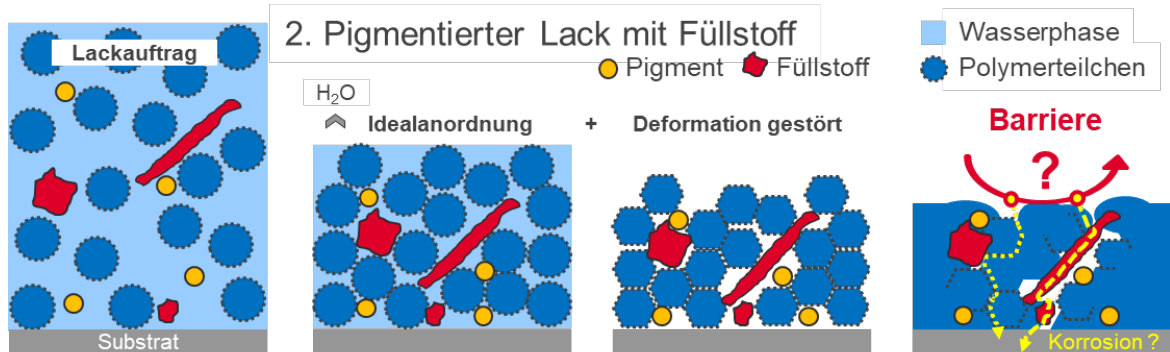 2. Pigmentierter Lack mit Füllstoff
Pigment Füllstoff
Wasserphase
Polymerteilchen
Lackauftrag
Substrat
H₂O
Idealanordnung + Deformation gestört
Barriere
?
Korrosion ?